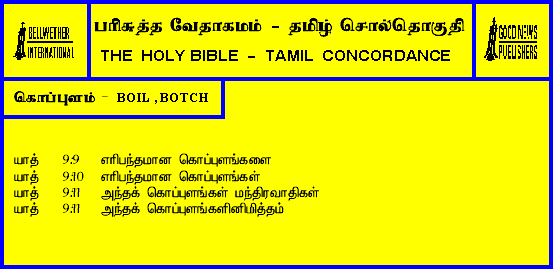 BELLWETHER
INTERNATIONAL
பரிசுத்த வேதாகமம் - தமிழ் சொல்தொகுதி
THE HOLY BIBLE - TAMIL CONCORDANCE
GOOD NEWS
PUBLISHERS
கொப்புளம் - BOIL ,BOTCH
யாத் 9:9 எரிபந்தமான கொப்புளங்களை
யாத் 9:10 எரிபந்தமான கொப்புளங்கள்
யாத் 9:11 அந்தக் கொப்புளங்கள் மந்திரவாதிகள்
யாத் 9:11 அந்தக் கொப்புளங்களினிமித்தம்